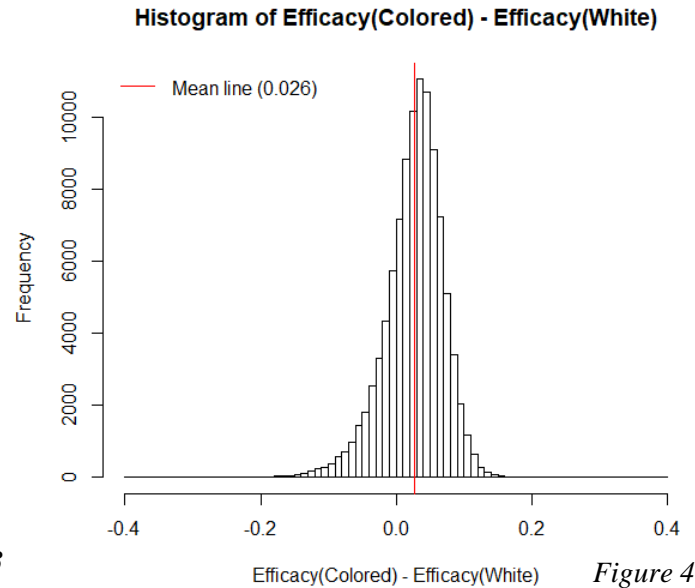 Histogram of Efficacy(Colored) - Efficacy(White)
Mean line (0.026)
Frequency
10000
8000
6000
4000
2000
0
-0.4
-0.2
0.0
0.2
0.4
Efficacy(Colored) - Efficacy(White)
Figure 4